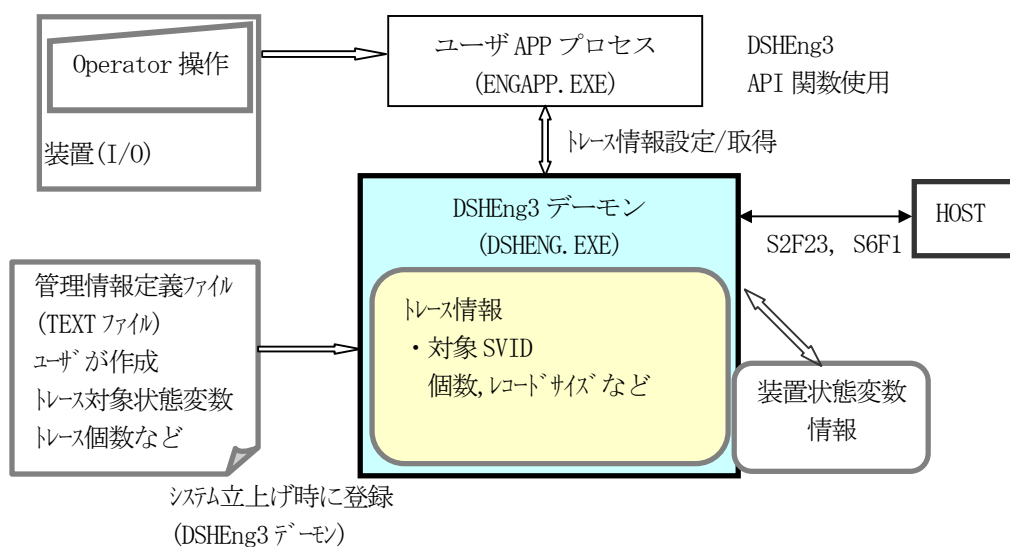 Operator 操作
装置(I/O)
ユーザ APP プロセス
(ENGAPP.EXE)
DSHEng3
API 関数使用
ﾄﾚｰｽ情報設定/取得
DSHEng3 デーモン
(DSHENG.EXE)
HOST
S2F23, S6F1
管理情報定義ﾌｧｲﾙ
(TEXT ﾌｧｲﾙ)
ﾕｰｻﾞが作成
ﾄﾚｰｽ対象状態変数
ﾄﾚｰｽ個数など
ﾄﾚｰｽ情報
・対象 SVID
個数,ﾚｺｰﾄﾞｻｲｽﾞなど
装置状態変数
情報
ｼｽﾃﾑ立上げ時に登録
(DSHEng3 ﾃﾞｰﾓﾝ)